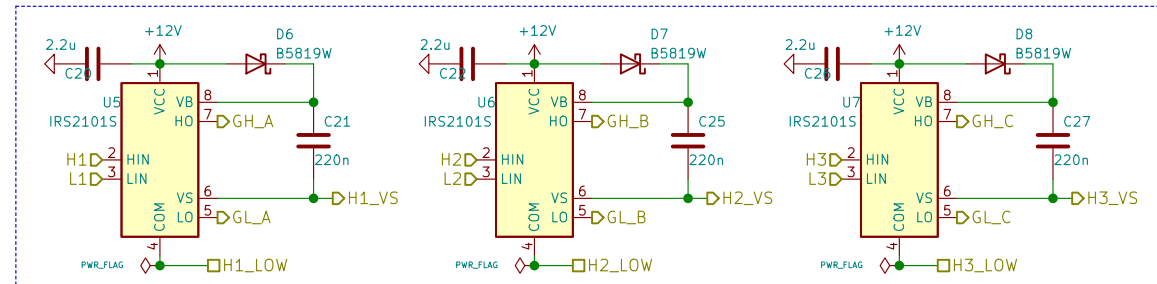 2.2u
+12V
D6
B5819W
C20
1
U5
VCC
VB
8
IRS2101S
HO
7
GH_A
C21
H1
2
HIN
220n
L1
3
LIN
VS
6
H1_VS
COM
LO
5
GL_A
4
PWR_FLAG
H1_LOW
2.2u
+12V
D7
B5819W
C22
1
U6
VCC
VB
8
IRS2101S
HO
7
GH_B
C25
H2
2
HIN
220n
L2
3
LIN
VS
6
H2_VS
COM
LO
5
GL_B
4
PWR_FLAG
H2_LOW
2.2u
+12V
D8
B5819W
C26
1
U7
VCC
VB
8
IRS2101S
HO
7
GH_C
C27
H3
2
HIN
220n
L3
3
LIN
VS
6
H3_VS
COM
LO
5
GL_C
4
PWR_FLAG
H3_LOW